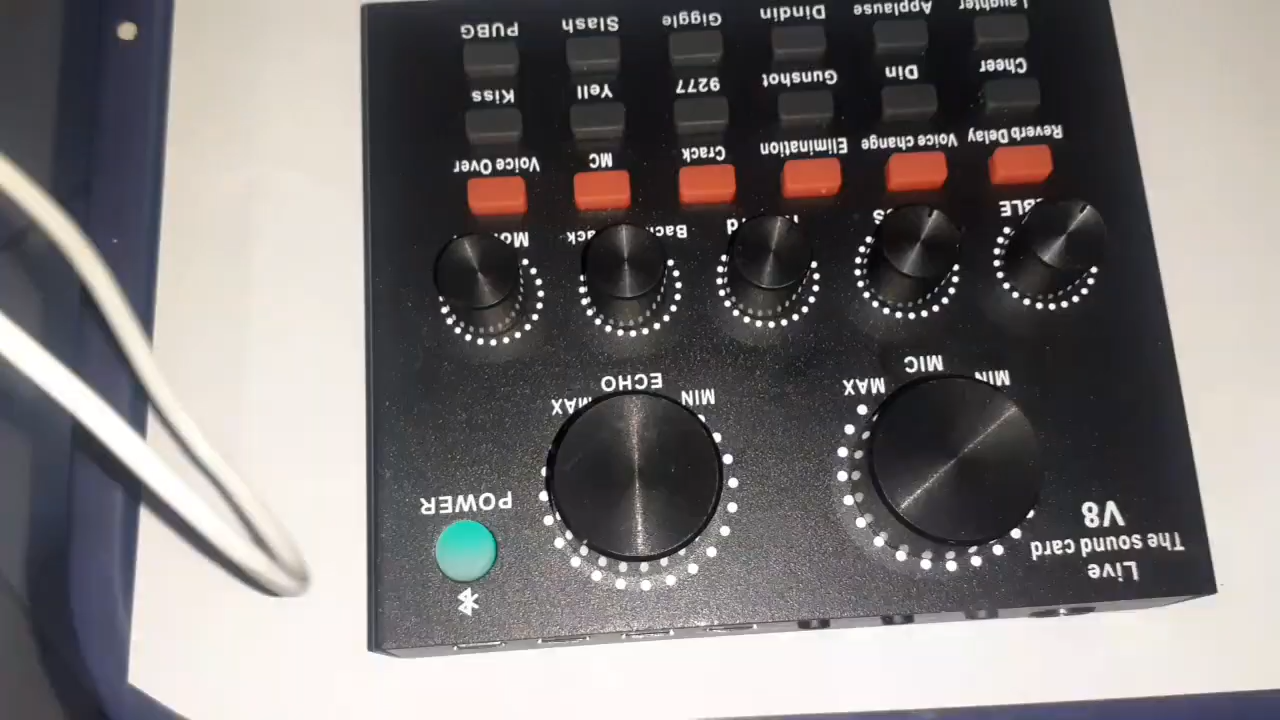 Live
The sound card
V8
POWER
MIN MIC MAX
MIN ECHO MAX
Reverb Delay Voice change Elimination Crack MC Voice Over
Cheer Din Gunshot 9277 Yell Kiss
Laughter Applause Dindin Giggle Slash PUBG